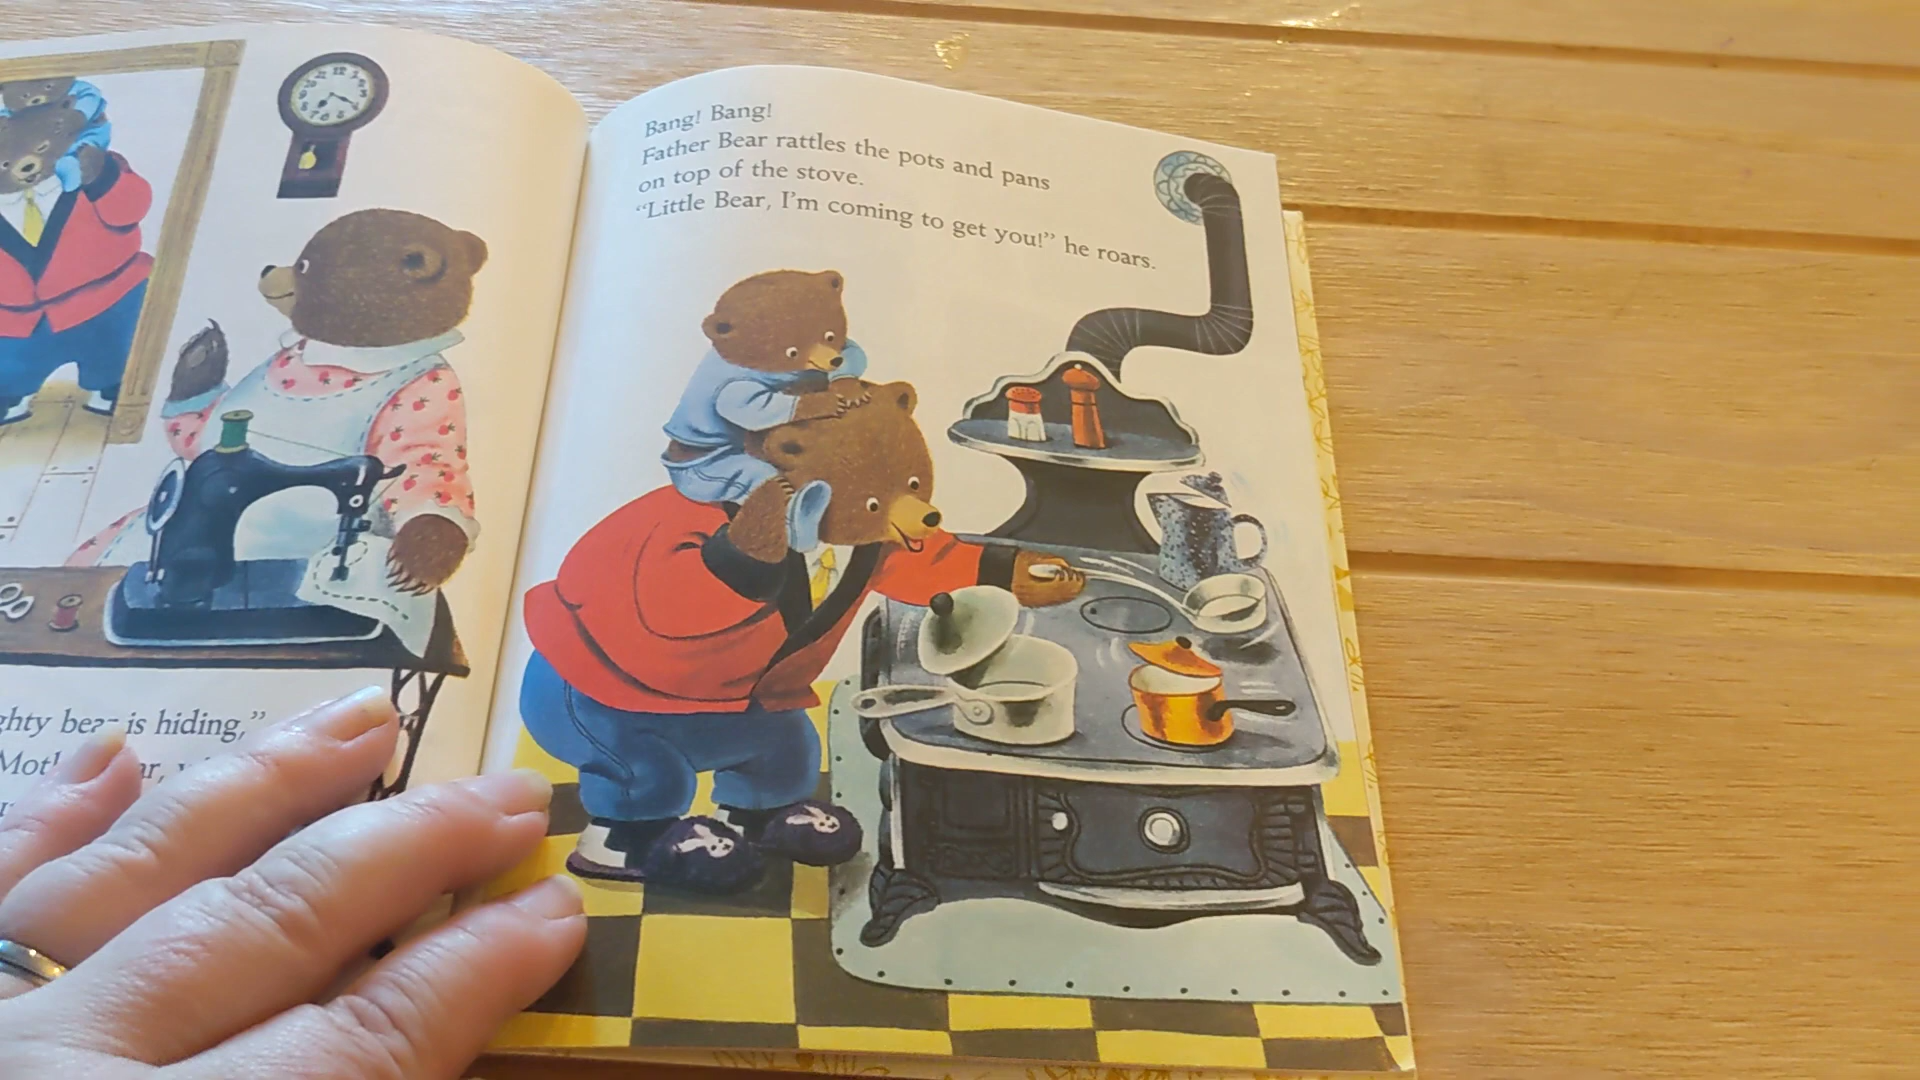 is hiding,”
Bang! Bang!
Father Bear rattles the pots and pans
on top of the stove.
“Little Bear, I’m coming to get you!” he roars.